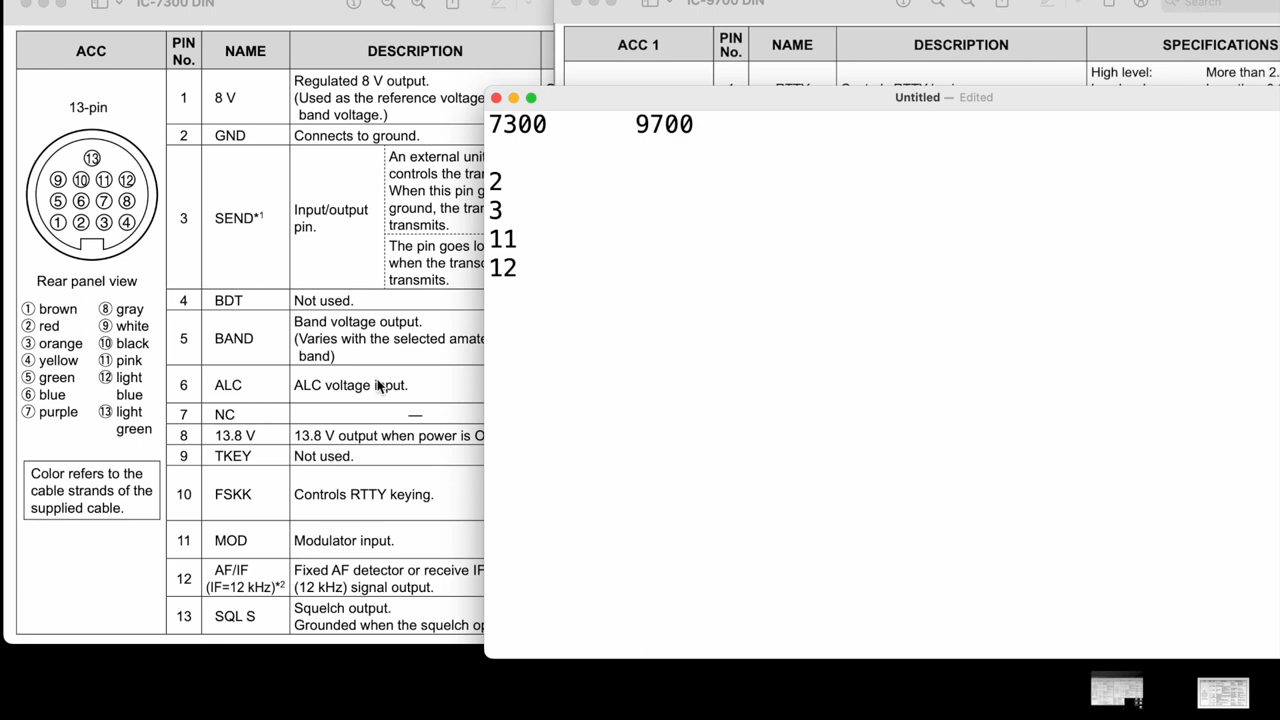 IC-7300 DIN
ACC
PIN No.
NAME
DESCRIPTION
13-pin
13
9 10 11 12
5 6 7 8
1 2 3 4
Rear panel view
① brown
② red
③ orange
④ yellow
⑤ green
⑥ blue
⑦ purple
⑧ gray
⑨ white
⑩ black
⑪ pink
⑫ light
blue
⑬ light
green
Color refers to the
cable strands of the
supplied cable.
1 8 V Regulated 8 V output.
(Used as the reference voltage
band voltage.)
2 GND Connects to ground.
3 SEND*1 Input/output
pin.
An external unit
controls the
When this pin
ground, the
transmits.
The pin goes
when the
transmits.
4 BDT Not used.
5 BAND Band voltage output.
(Varies with the selected
band)
6 ALC ALC voltage input.
7 NC —
8 13.8 V 13.8 V output when power is
9 TKEY Not used.
10 FSKK Controls RTTY keying.
11 MOD Modulator input.
12 AF/IF
(IF=12 kHz)*2
Fixed AF detector or receive IF
(12 kHz) signal output.
13 SQL S Squelch output.
Grounded when the squelch
IC-9700 DIN
Search
ACC 1
PIN No.
NAME
DESCRIPTION
SPECIFICATIONS
High level: More than 2.
Untitled — Edited
7300 9700
2
3
11
12